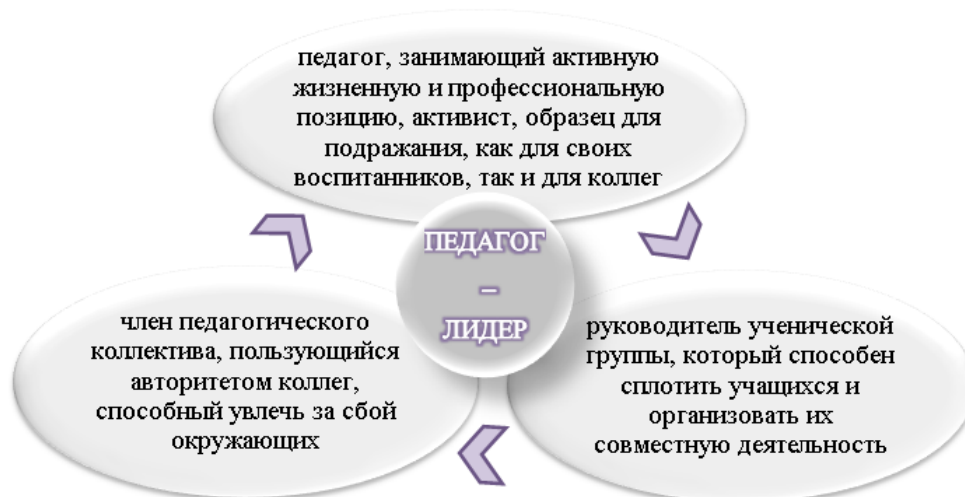 педагог, занимающий активную
жизненную и профессиональную
позицию, активист, образец для
подражания, как для своих
воспитанников, так и для коллег
ПЕДАГОГ
–
ЛИДЕР
член педагогического
коллектива, пользующийся
авторитетом коллег,
способный увлечь за сбой
окружающих
руководитель ученической
группы, который способен
сплотить учащихся и
организовать их
совместную деятельность